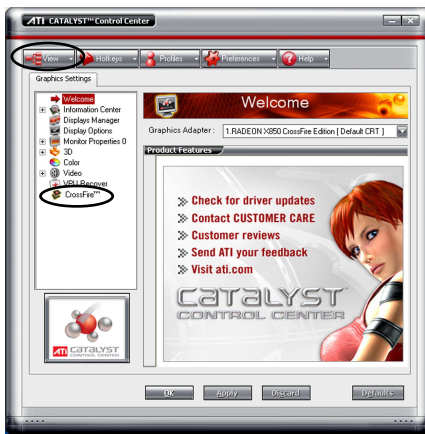 ATI CATALYST™ Control Center
View Hotkeys Profiles Preferences Help
Graphics Settings
Welcome
Information Center
Displays Manager
Display Options
Monitor Properties 0
3D
Color
Video
VPU Recover
CrossFire™
Welcome
Graphics Adapter : 1.RADEON X850 CrossFire Edition [ Default CRT ]
Product Features
Check for driver updates
Contact CUSTOMER CARE
Customer reviews
Send ATI your feedback
Visit ati.com
CATALYST™
CONTROL CENTER
ATI CATALYST
CONTROL CENTER
OK Apply Discard Defaults